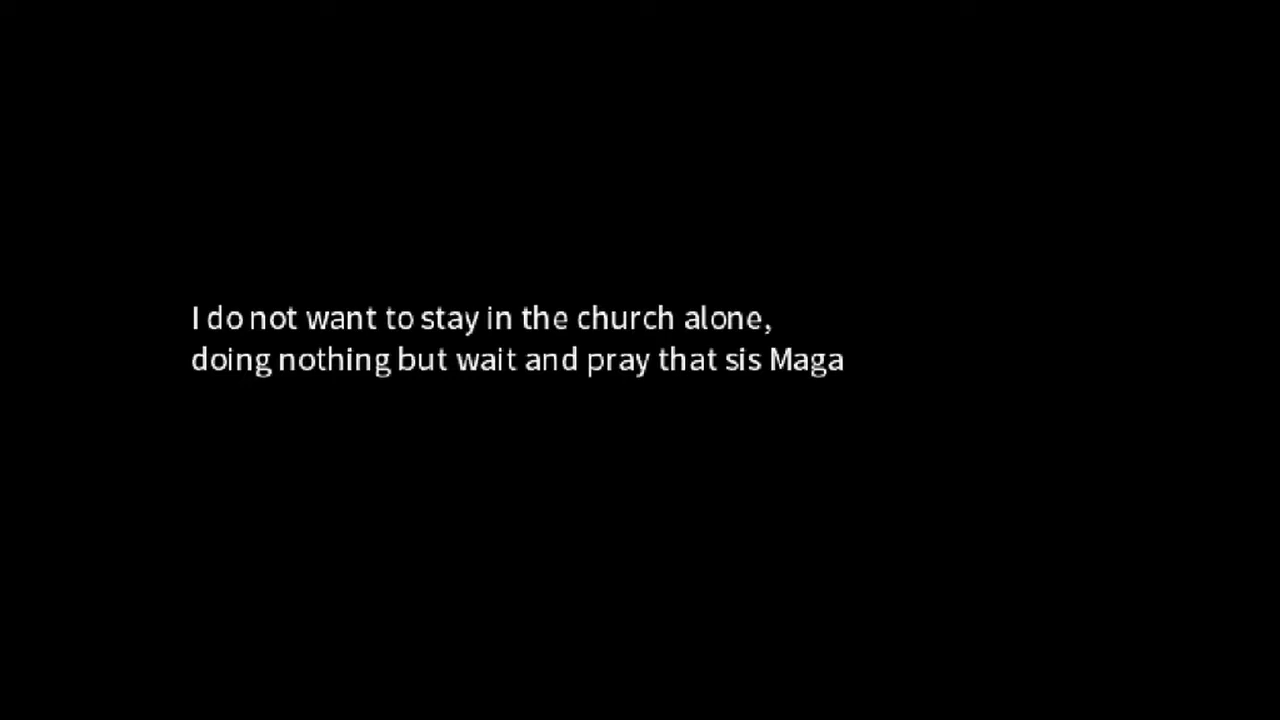 I do not want to stay in the church alone,
doing nothing but wait and pray that sis Maga